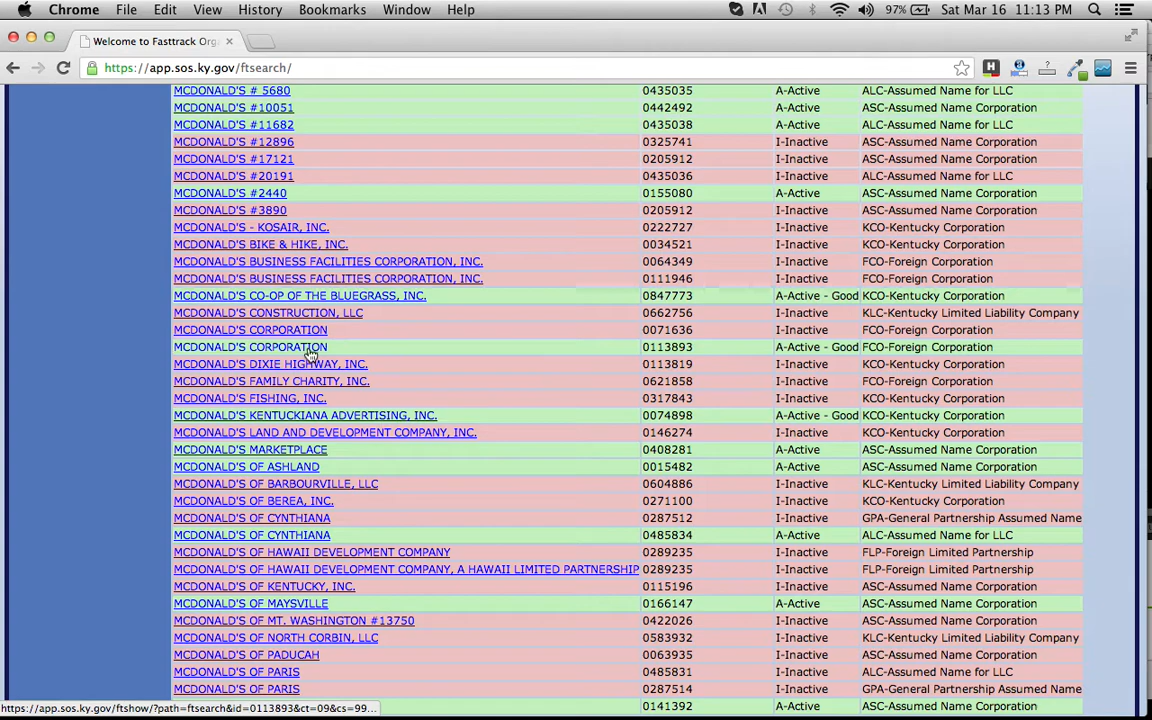 Chrome File Edit View History Bookmarks Window Help 97% Sat Mar 16 11:13 PM
Welcome to Fasttrack Orga
https://app.sos.ky.gov/ftsearch/
MCDONALD'S # 5680 0435035 A-Active ALC-Assumed Name for LLC
MCDONALD'S #10051 0442492 A-Active ASC-Assumed Name Corporation
MCDONALD'S #11682 0435038 A-Active ALC-Assumed Name for LLC
MCDONALD'S #12896 0325741 I-Inactive ASC-Assumed Name Corporation
MCDONALD'S #17121 0205912 I-Inactive ASC-Assumed Name Corporation
MCDONALD'S #20191 0435036 I-Inactive ALC-Assumed Name for LLC
MCDONALD'S #2440 0155080 A-Active ASC-Assumed Name Corporation
MCDONALD'S #3890 0205912 I-Inactive ASC-Assumed Name Corporation
MCDONALD'S - KOSAIR, INC. 0222727 I-Inactive KCO-Kentucky Corporation
MCDONALD'S BIKE & HIKE, INC. 0034521 I-Inactive KCO-Kentucky Corporation
MCDONALD'S BUSINESS FACILITIES CORPORATION, INC. 0064349 I-Inactive FCO-Foreign Corporation
MCDONALD'S BUSINESS FACILITIES CORPORATION, INC. 0111946 I-Inactive FCO-Foreign Corporation
MCDONALD'S CO-OP OF THE BLUEGRASS, INC. 0847773 A-Active - Good KCO-Kentucky Corporation
MCDONALD'S CONSTRUCTION, LLC 0662756 I-Inactive KLC-Kentucky Limited Liability Company
MCDONALD'S CORPORATION 0071636 I-Inactive FCO-Foreign Corporation
MCDONALD'S CORPORATION 0113893 A-Active - Good FCO-Foreign Corporation
MCDONALD'S DIXIE HIGHWAY, INC. 0113819 I-Inactive KCO-Kentucky Corporation
MCDONALD'S FAMILY CHARITY, INC. 0621858 I-Inactive FCO-Foreign Corporation
MCDONALD'S FISHING, INC. 0317843 I-Inactive KCO-Kentucky Corporation
MCDONALD'S KENTUCKIANA ADVERTISING, INC. 0074898 A-Active - Good KCO-Kentucky Corporation
MCDONALD'S LAND AND DEVELOPMENT COMPANY, INC. 0146274 I-Inactive KCO-Kentucky Corporation
MCDONALD'S MARKETPLACE 0408281 A-Active ASC-Assumed Name Corporation
MCDONALD'S OF ASHLAND 0015482 A-Active ASC-Assumed Name Corporation
MCDONALD'S OF BARBOURVILLE, LLC 0604886 I-Inactive KLC-Kentucky Limited Liability Company
MCDONALD'S OF BEREA, INC. 0271100 I-Inactive KCO-Kentucky Corporation
MCDONALD'S OF CYNTHIANA 0287512 I-Inactive GPA-General Partnership Assumed Name
MCDONALD'S OF CYNTHIANA 0485834 A-Active ALC-Assumed Name for LLC
MCDONALD'S OF HAWAII DEVELOPMENT COMPANY 0289235 I-Inactive FLP-Foreign Limited Partnership
MCDONALD'S OF HAWAII DEVELOPMENT COMPANY, A HAWAII LIMITED PARTNERSHIP 0289235 I-Inactive FLP-Foreign Limited Partnership
MCDONALD'S OF KENTUCKY, INC. 0115196 I-Inactive ASC-Assumed Name Corporation
MCDONALD'S OF MAYSVILLE 0166147 A-Active ASC-Assumed Name Corporation
MCDONALD'S OF MT. WASHINGTON #13750 0422026 I-Inactive ASC-Assumed Name Corporation
MCDONALD'S OF NORTH CORBIN, LLC 0583932 I-Inactive KLC-Kentucky Limited Liability Company
MCDONALD'S OF PADUCAH 0063935 I-Inactive ASC-Assumed Name Corporation
MCDONALD'S OF PARIS 0485831 I-Inactive ALC-Assumed Name for LLC
MCDONALD'S OF PARIS 0287514 I-Inactive GPA-General Partnership Assumed Name
0141392 A-Active ASC-Assumed Name Corporation
https://app.sos.ky.gov/ftshow/?path=ftsearch&id=0113893&ct=09&cs=99...